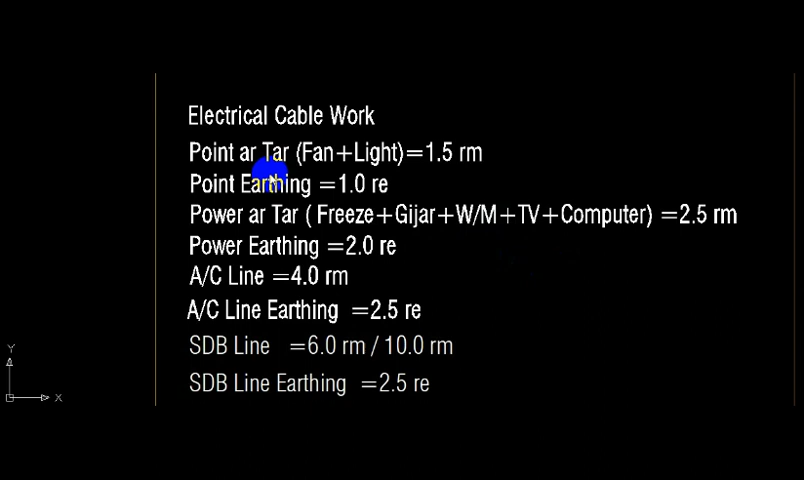 Electrical Cable Work
Point ar Tar (Fan+Light)=1.5 rm
Point Earthing =1.0 re
Power ar Tar ( Freeze+Gijar+W/M+TV+Computer) =2.5 rm
Power Earthing =2.0 re
A/C Line =4.0 rm
A/C Line Earthing =2.5 re
SDB Line =6.0 rm / 10.0 rm
SDB Line Earthing =2.5 re
Y
X